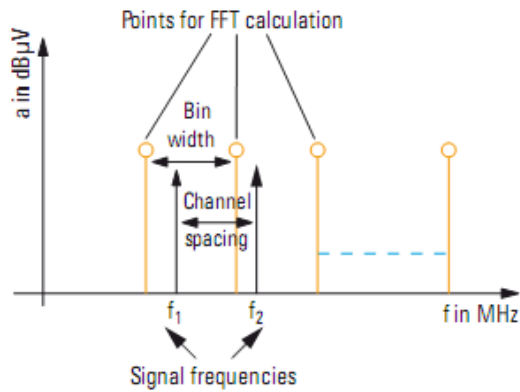 Points for FFT calculation
a in dBµV
Bin
width
Channel
spacing
f1
f2
f in MHz
Signal frequencies